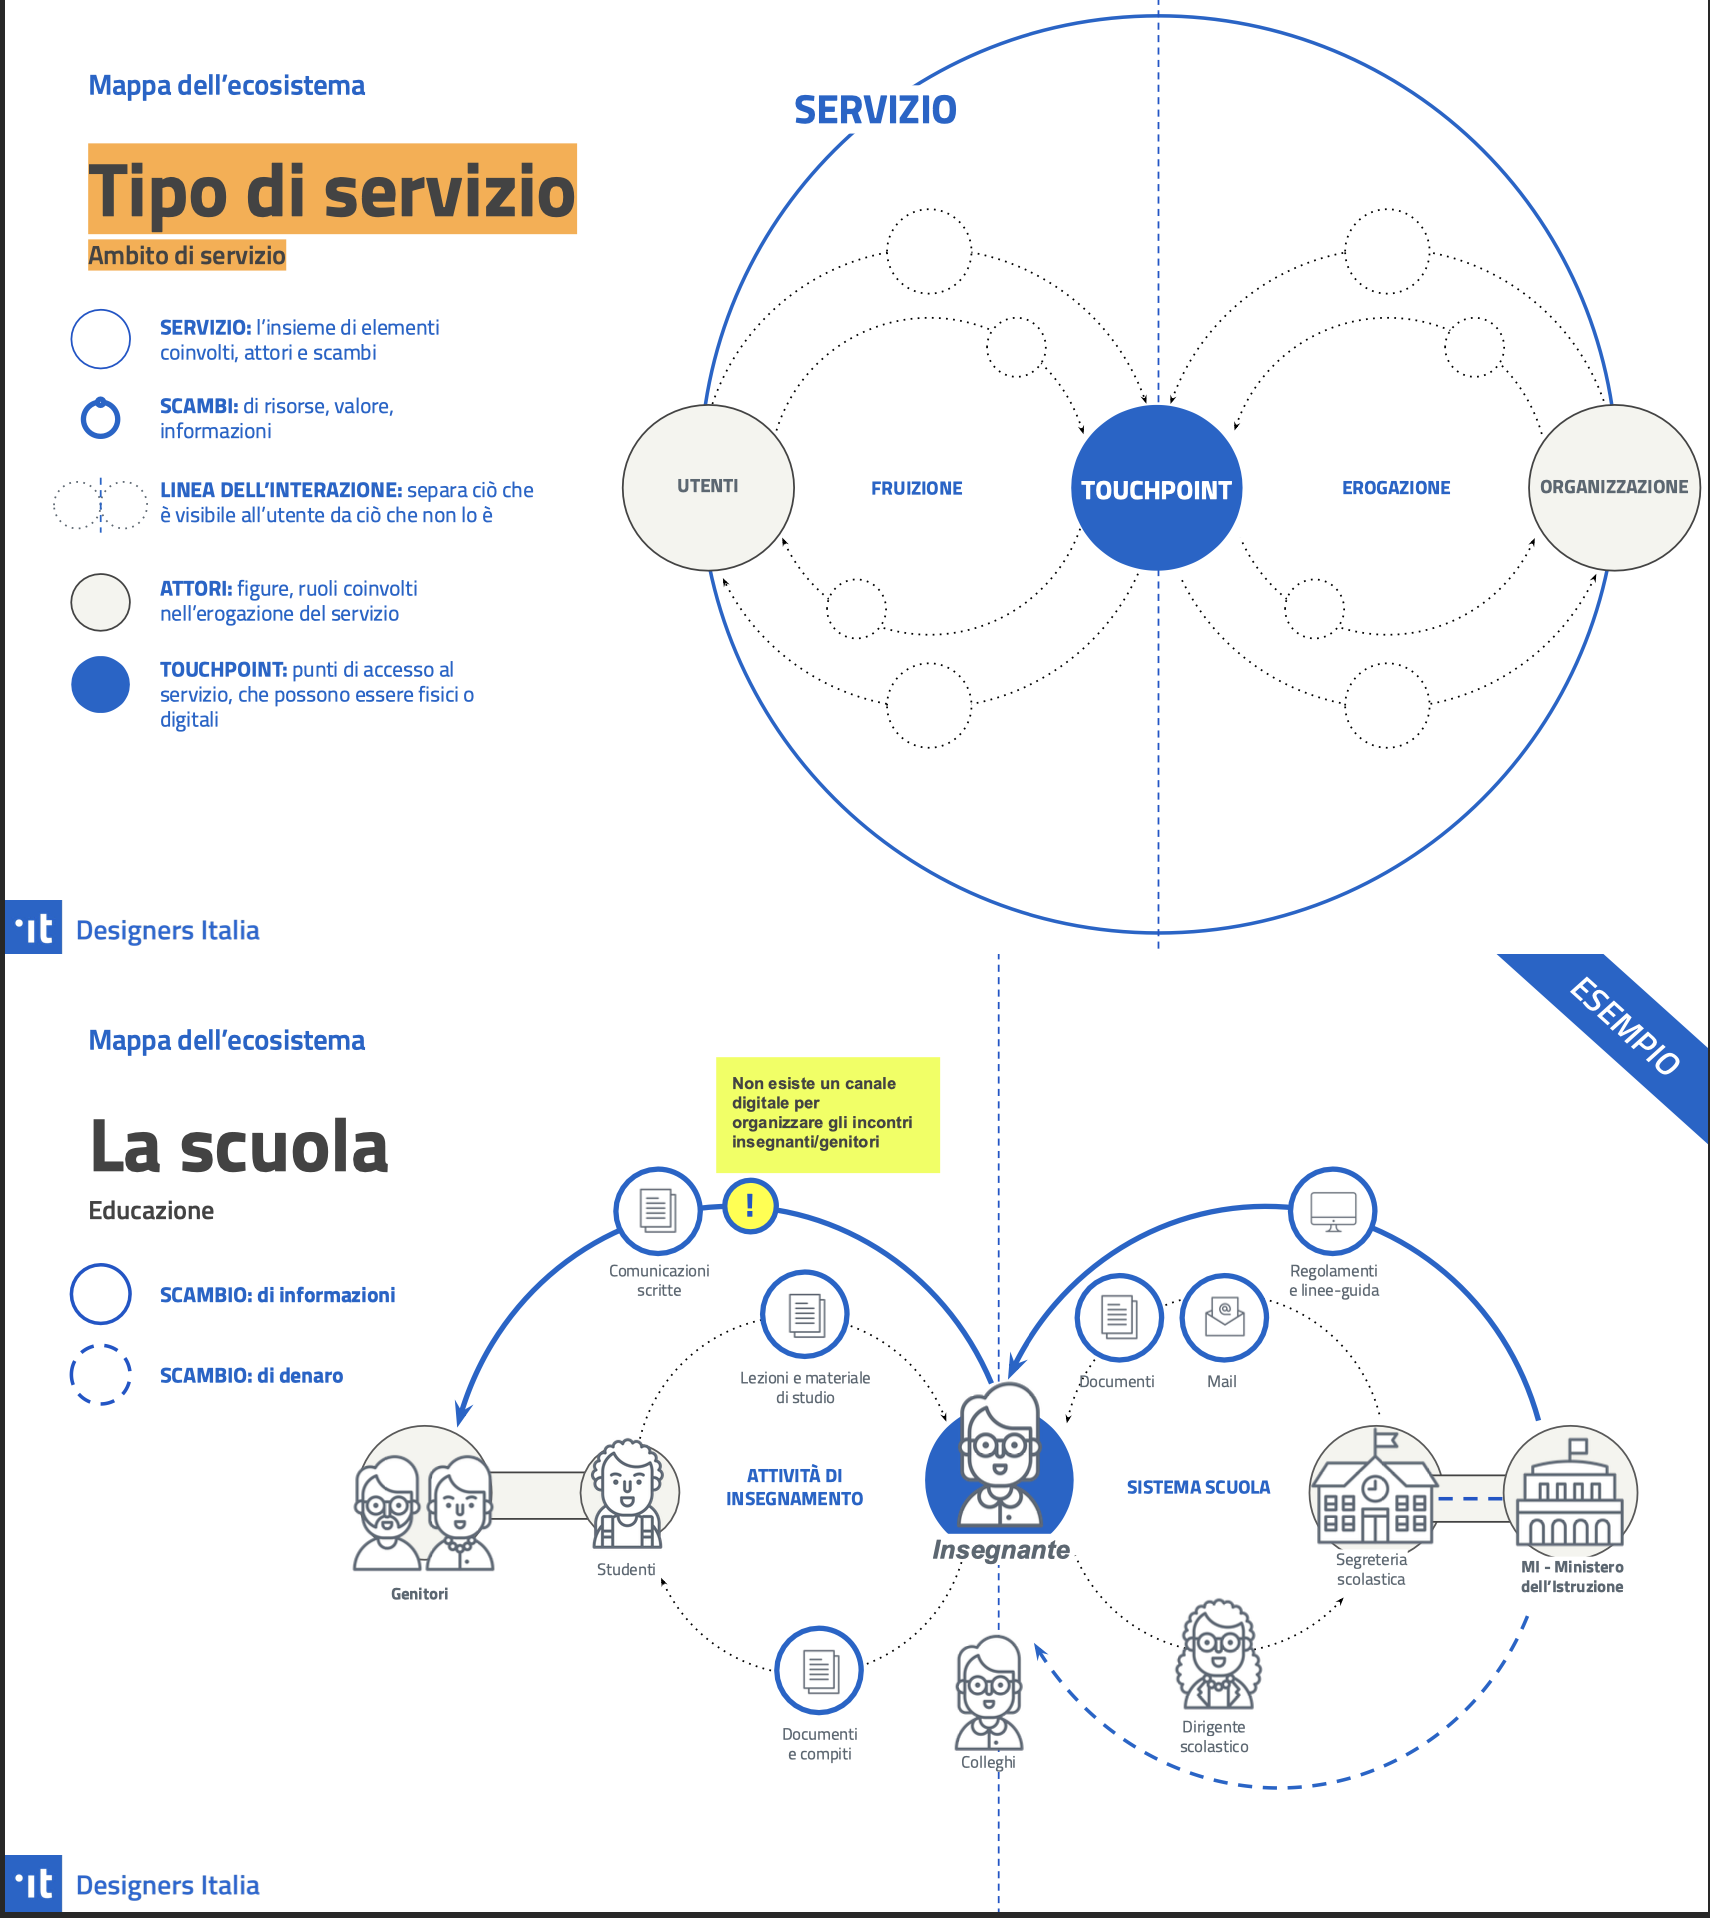 Mappa dell'ecosistema
Tipo di servizio
Ambito di servizio
SERVIZIO: l'insieme di elementi
coinvolti, attori e scambi
SCAMBI: di risorse, valore,
informazioni
LINEA DELL'INTERAZIONE: separa ciò che
è visibile all'utente da ciò che non lo è
ATTORI: figure, ruoli coinvolti
nell'erogazione del servizio
TOUCHPOINT: punti di accesso al
servizio, che possono essere fisici o
digitali
SERVIZIO
UTENTI
FRUIZIONE
TOUCHPOINT
EROGAZIONE
ORGANIZZAZIONE
.it
Designers Italia
ESEMPIO
Mappa dell'ecosistema
La scuola
Educazione
SCAMBIO: di informazioni
SCAMBIO: di denaro
Non esiste un canale
digitale per
organizzare gli incontri
insegnanti/genitori
!
Comunicazioni
scritte
Lezioni e materiale
di studio
Documenti
@
Mail
Regolamenti
e linee-guida
ATTIVITÀ DI
INSEGNAMENTO
SISTEMA SCUOLA
Genitori
Studenti
Insegnante
Segreteria
scolastica
MI - Ministero
dell'Istruzione
Documenti
e compiti
Colleghi
Dirigente
scolastico
.it
Designers Italia